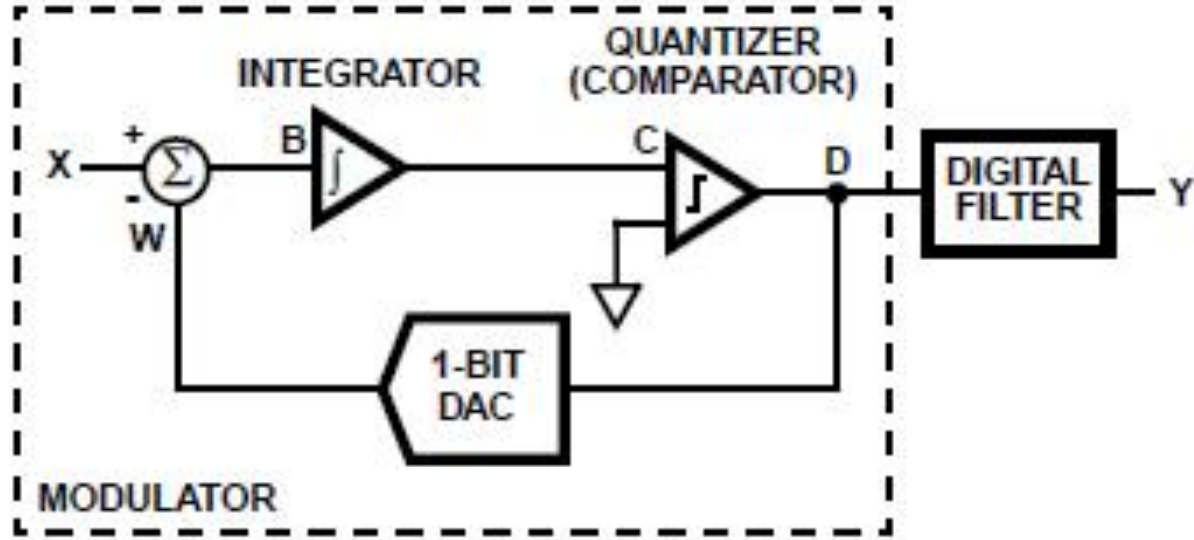 QUANTIZER
(COMPARATOR)
INTEGRATOR
+
B
C
D
X
Σ
∫
DIGITAL
FILTER
Y
-
W
1-BIT
DAC
MODULATOR